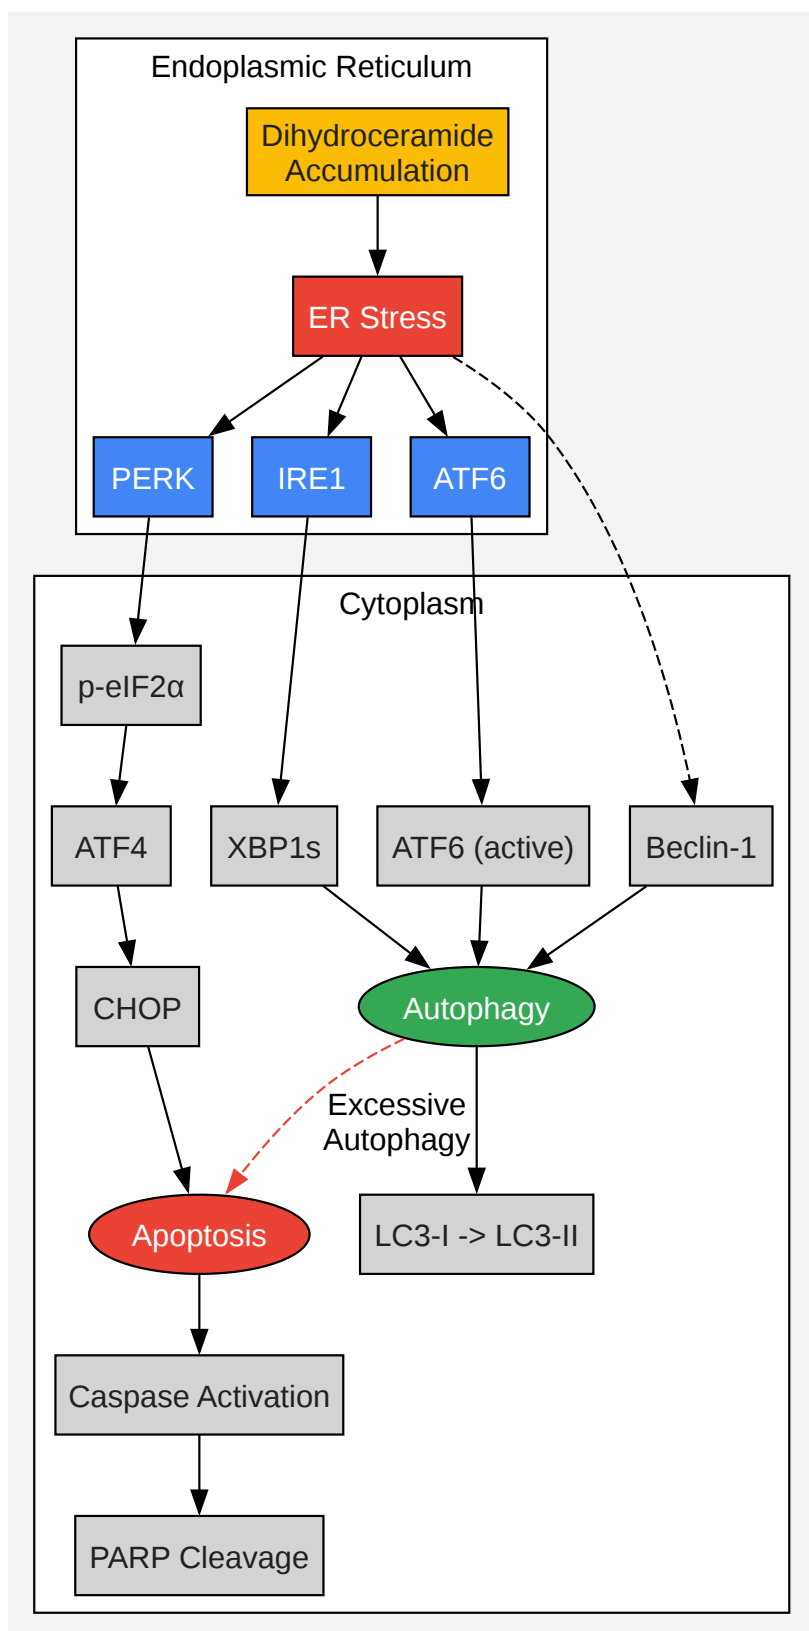 Endoplasmic Reticulum
Dihydroceramide
Accumulation
ER Stress
PERK
IRE1
ATF6
Cytoplasm
p-eIF2α
ATF4
XBP1s
ATF6 (active)
Beclin-1
CHOP
Autophagy
Excessive
Autophagy
Apoptosis
LC3-I -> LC3-II
Caspase Activation
PARP Cleavage